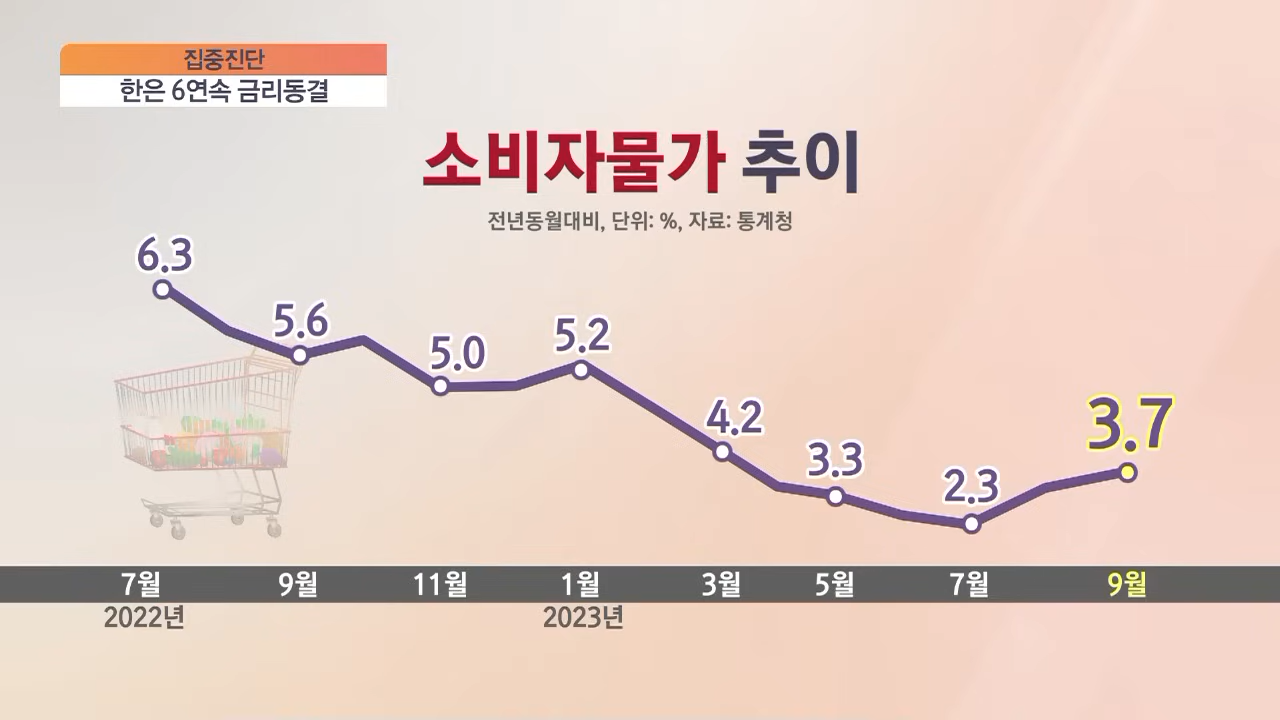 집중진단
한은 6연속 금리동결
소비자물가 추이
전년동월대비, 단위: %, 자료: 통계청
6.3
5.6
5.0
5.2
4.2
3.3
2.3
3.7
7월 9월 11월 1월 3월 5월 7월 9월
2022년 2023년